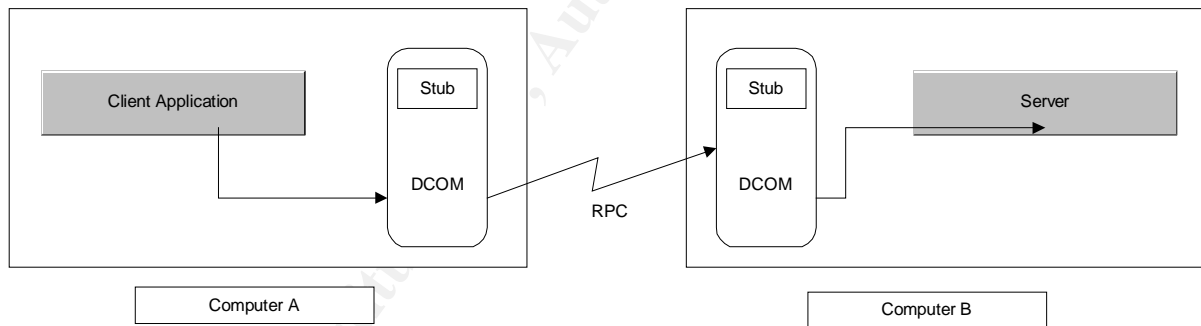 Client Application
Stub
DCOM
RPC
Stub
DCOM
Server
Computer A
Computer B